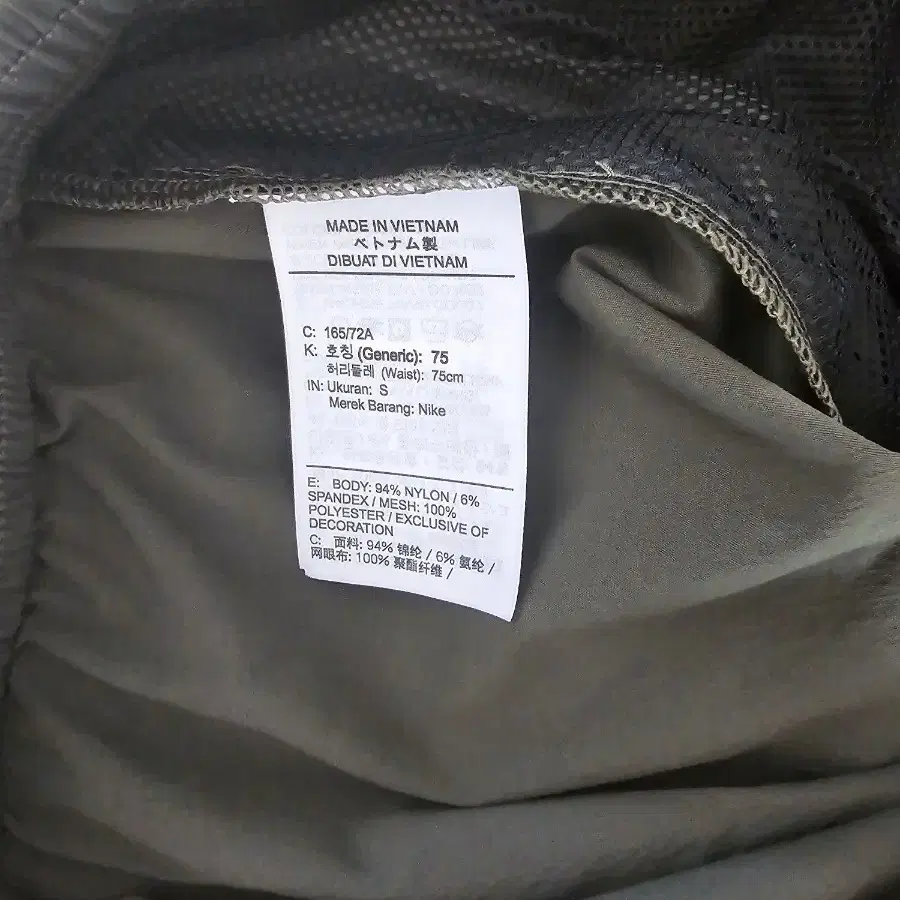 MADE IN VIETNAM
ベトナム製
DIBUAT DI VIETNAM
C: 165/72A
K: 호칭 (Generic): 75
허리둘레 (Waist): 75cm
IN: Ukuran: S
Merek Barang: Nike
E: BODY: 94% NYLON / 6%
SPANDEX / MESH: 100%
POLYESTER / EXCLUSIVE OF
DECORATION
C: 面料: 94% 锦纶 / 6% 氨纶 /
网眼布: 100% 聚酯纤维 /